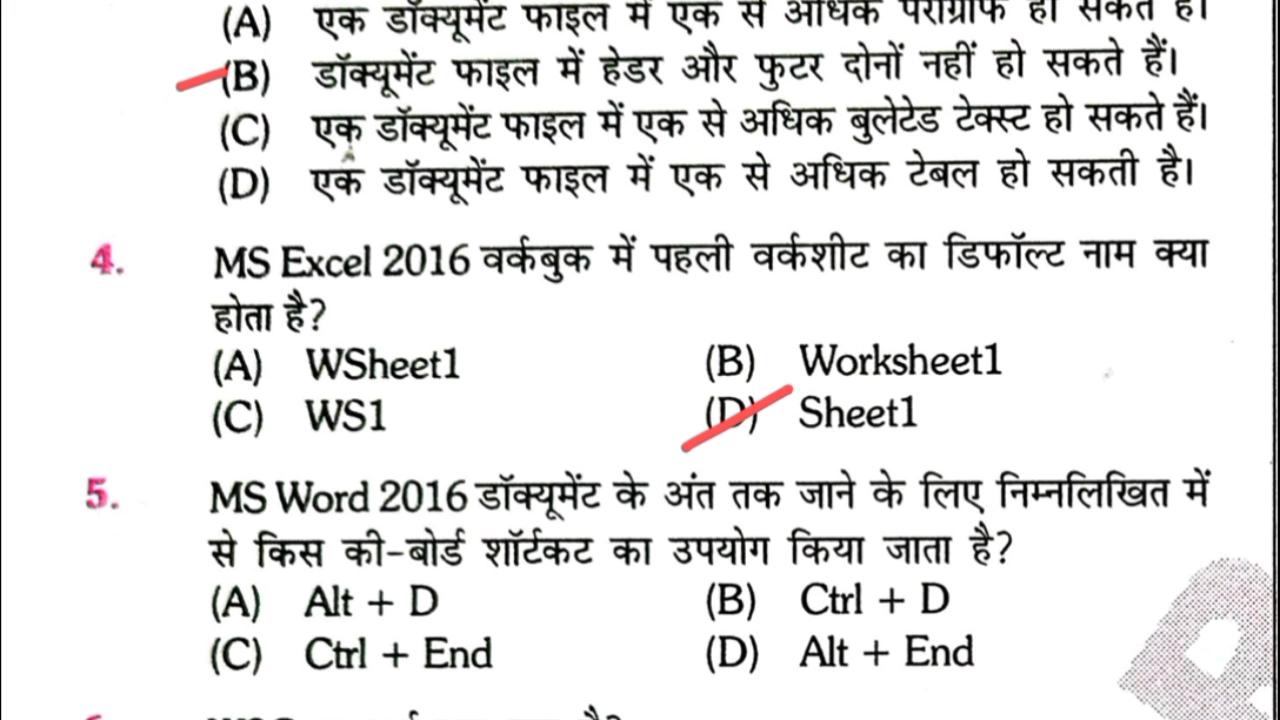 (A) एक डॉक्यूमेंट फाइल में एक से अधिक पैराग्राफ हो सकते हैं।
(B) डॉक्यूमेंट फाइल में हेडर और फुटर दोनों नहीं हो सकते हैं।
(C) एक डॉक्यूमेंट फाइल में एक से अधिक बुलेटेड टेक्स्ट हो सकते हैं।
(D) एक डॉक्यूमेंट फाइल में एक से अधिक टेबल हो सकती है।
4. MS Excel 2016 वर्कबुक में पहली वर्कशीट का डिफॉल्ट नाम क्या
होता है?
(A) WSheet1 (B) Worksheet1
(C) WS1 (D) Sheet1
5. MS Word 2016 डॉक्यूमेंट के अंत तक जाने के लिए निम्नलिखित में
से किस की-बोर्ड शॉर्टकट का उपयोग किया जाता है?
(A) Alt + D (B) Ctrl + D
(C) Ctrl + End (D) Alt + End